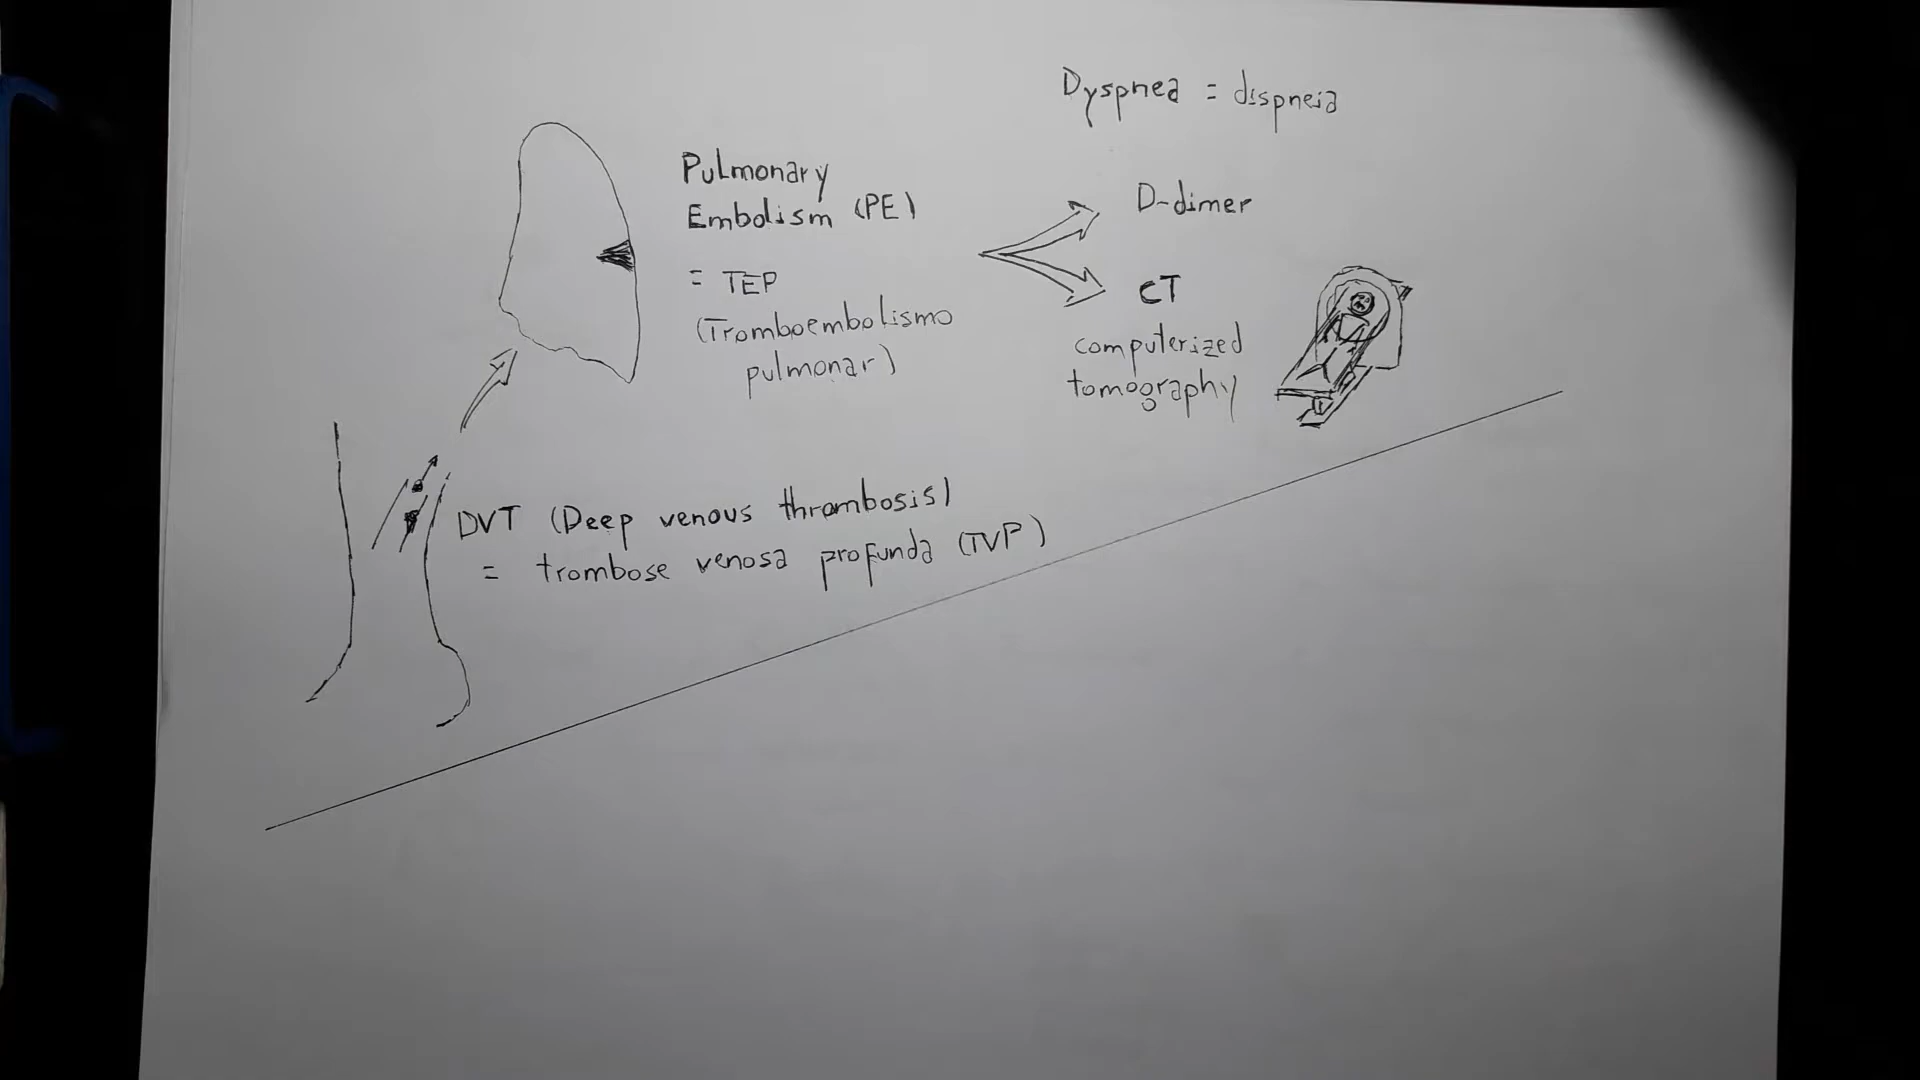 Dyspnea = dispneia
Pulmonary
Embolism (PE)
= TEP
(Tromboembolismo
pulmonar)
D-dimer
CT
computerized
tomography
DVT (Deep venous thrombosis)
= trombose venosa profunda (TVP)